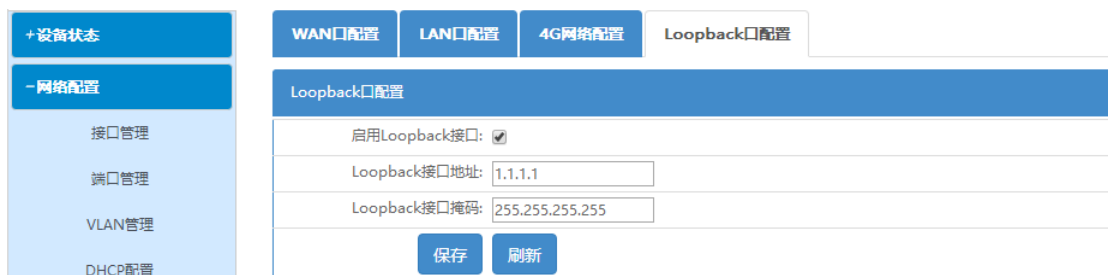 +设备状态
WAN口配置 LAN口配置 4G网络配置 Loopback口配置
-网络配置
Loopback口配置
接口管理
启用Loopback接口:
端口管理
Loopback接口地址: 1.1.1.1
Loopback接口掩码: 255.255.255.255
VLAN管理
保存 刷新
DHCP配置